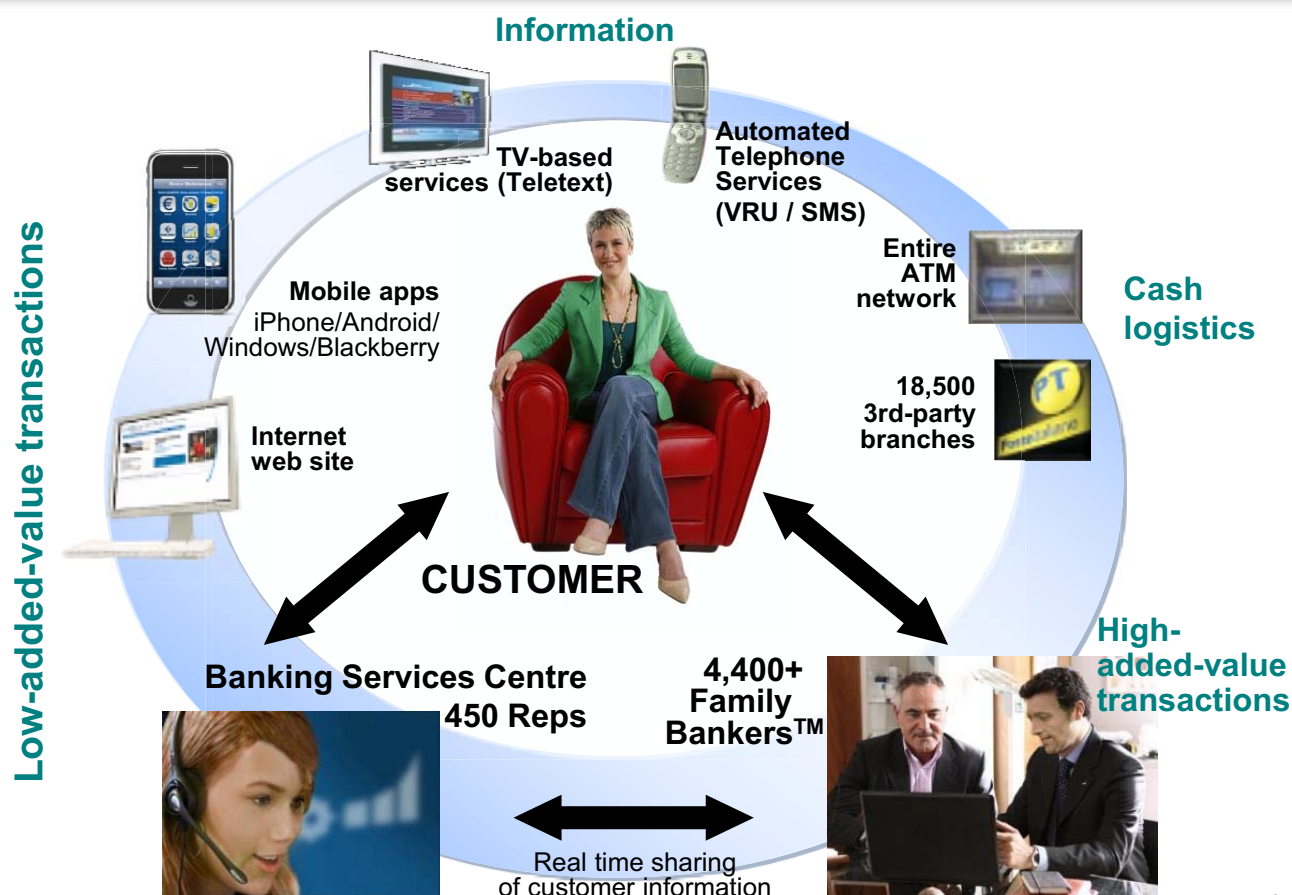 Information
TV-based
services (Teletext)
Automated
Telephone
Services
(VRU / SMS)
Entire
ATM
network
Cash
logistics
Mobile apps
iPhone/Android/
Windows/Blackberry
18,500
3rd-party
branches
PT
Posteitaliane
Internet
web site
Low-added-value transactions
CUSTOMER
High-
added-value
transactions
Banking Services Centre
450 Reps
4,400+
Family
Bankers™
Real time sharing
of customer information